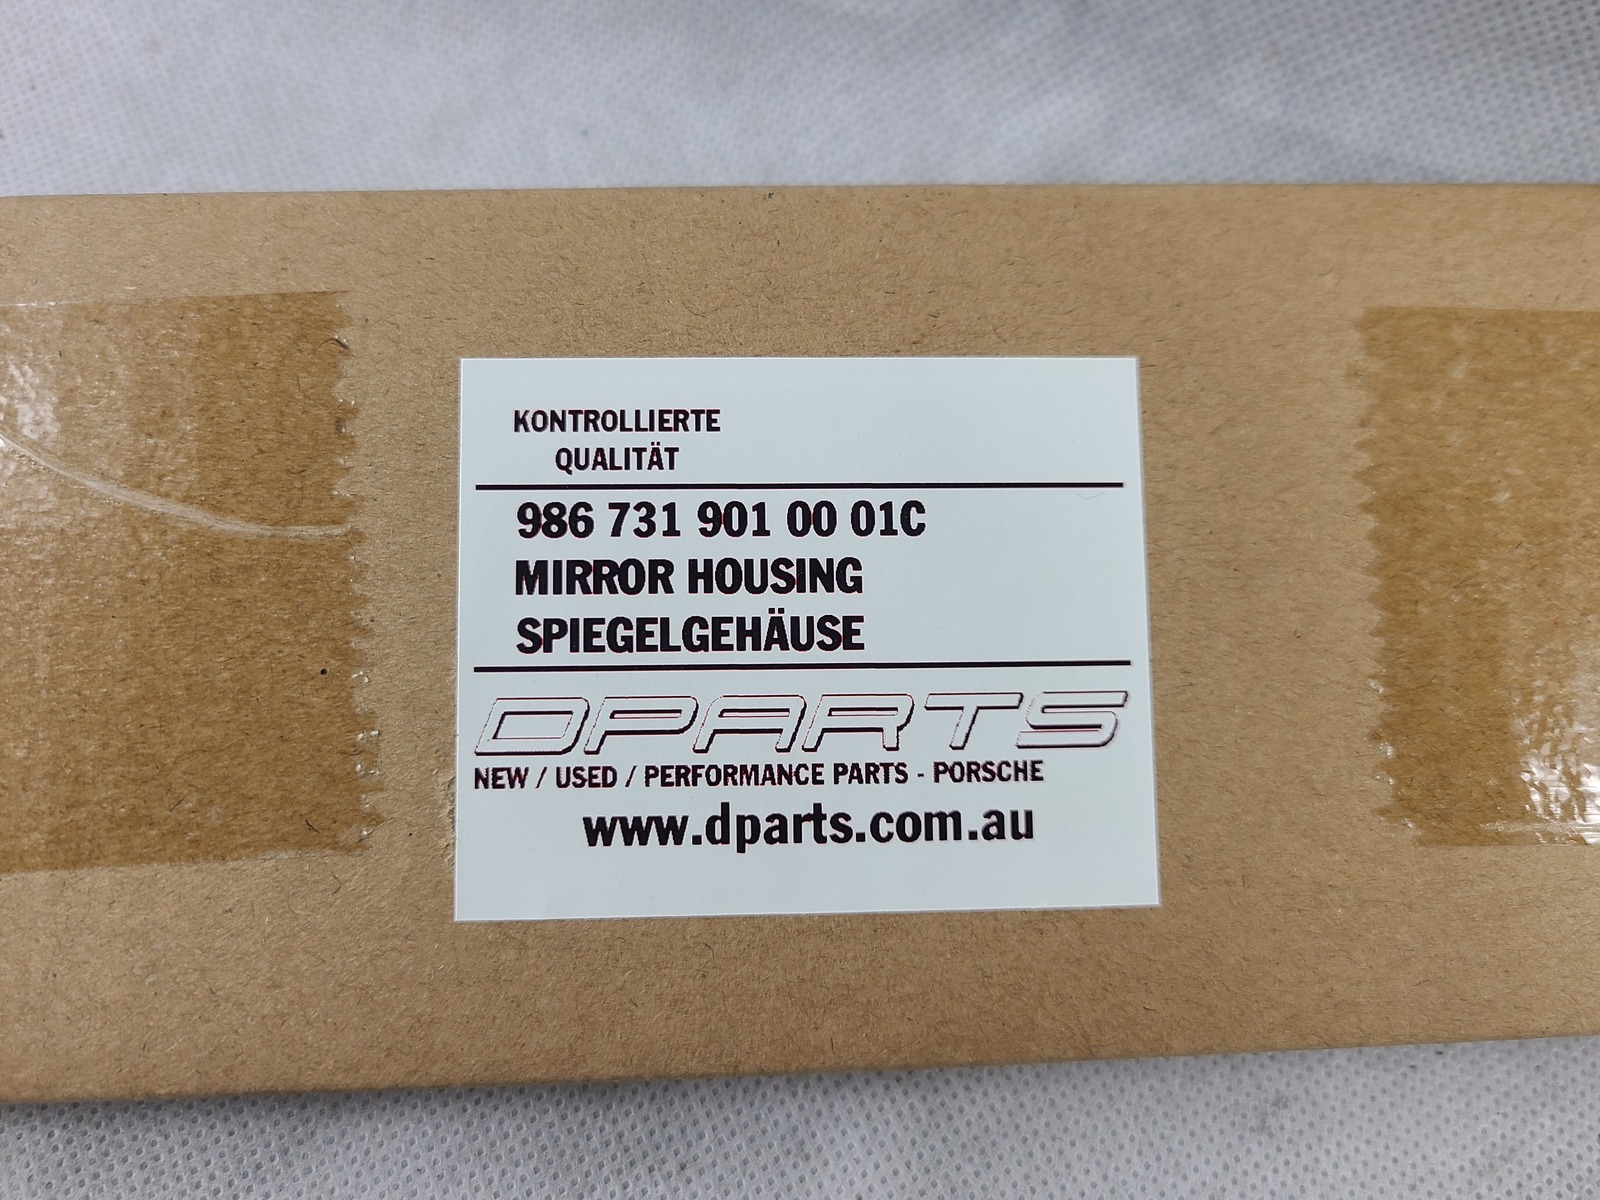 KONTROLLIERTE
QUALITÄT
986 731 901 00 01C
MIRROR HOUSING
SPIEGELGEHÄUSE
DPARTS
NEW / USED / PERFORMANCE PARTS - PORSCHE
www.dparts.com.au